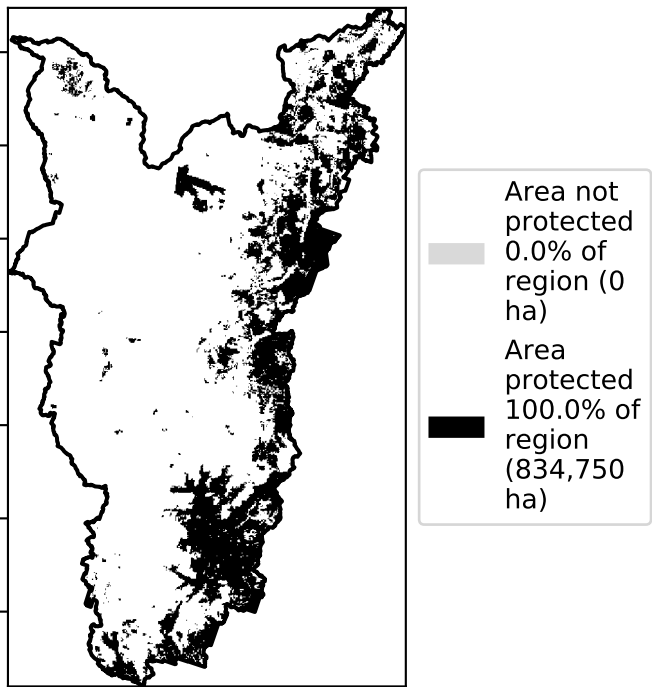 Area not
protected
0.0% of
region (0
ha)
Area
protected
100.0% of
region
(834,750
ha)